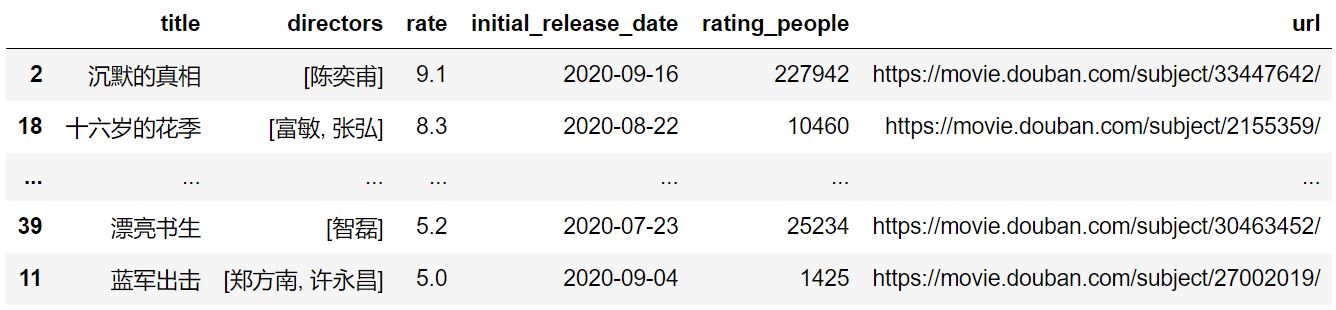 title directors rate initial_release_date rating_people url
2 沉默的真相 [陈奕甫] 9.1 2020-09-16 227942 https://movie.douban.com/subject/33447642/
18 十六岁的花季 [富敏, 张弘] 8.3 2020-08-22 10460 https://movie.douban.com/subject/2155359/
... ... ... ... ... ... ...
39 漂亮书生 [智磊] 5.2 2020-07-23 25234 https://movie.douban.com/subject/30463452/
11 蓝军出击 [郑方南, 许永昌] 5.0 2020-09-04 1425 https://movie.douban.com/subject/27002019/